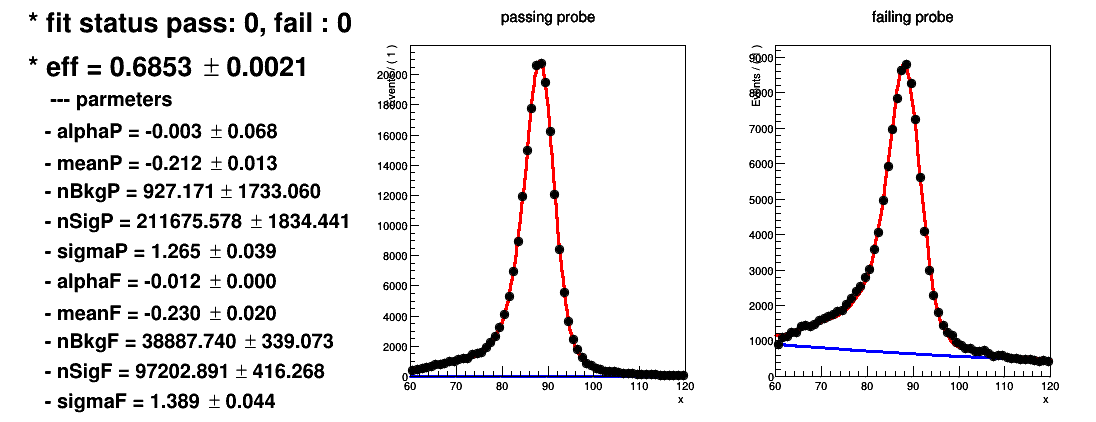 * fit status pass: 0, fail : 0
* eff = 0.6853 ± 0.0021
--- parmeters
- alphaP = -0.003 ± 0.068
- meanP = -0.212 ± 0.013
- nBkgP = 927.171 ± 1733.060
- nSigP = 211675.578 ± 1834.441
- sigmaP = 1.265 ± 0.039
- alphaF = -0.012 ± 0.000
- meanF = -0.230 ± 0.020
- nBkgF = 38887.740 ± 339.073
- nSigF = 97202.891 ± 416.268
- sigmaF = 1.389 ± 0.044
passing probe
Events / ( 1 )
20000
18000
16000
14000
12000
10000
8000
6000
4000
2000
0
60 70 80 90 100 110 120
x
failing probe
Events / ( 1 )
9000
8000
7000
6000
5000
4000
3000
2000
1000
0
60 70 80 90 100 110 120
x